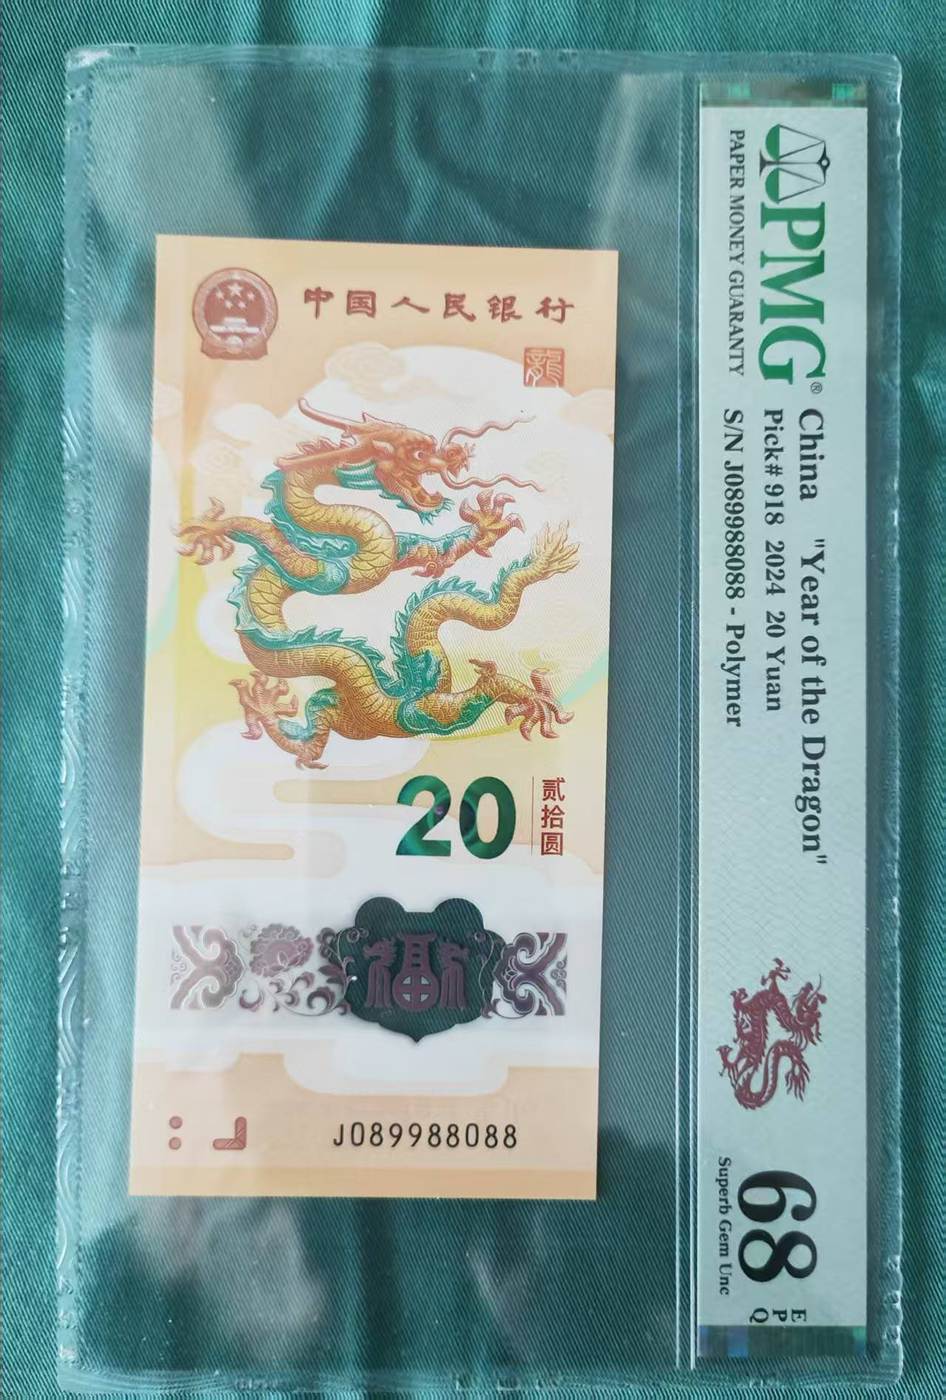 中国人民银行
龍
20
贰拾圆
福
J089988088
PMG®
PAPER MONEY GUARANTY
China "Year of the Dragon"
Pick# 918 2024 20 Yuan
S/N J089988088 - Polymer
68
EPQ
Superb Gem Unc